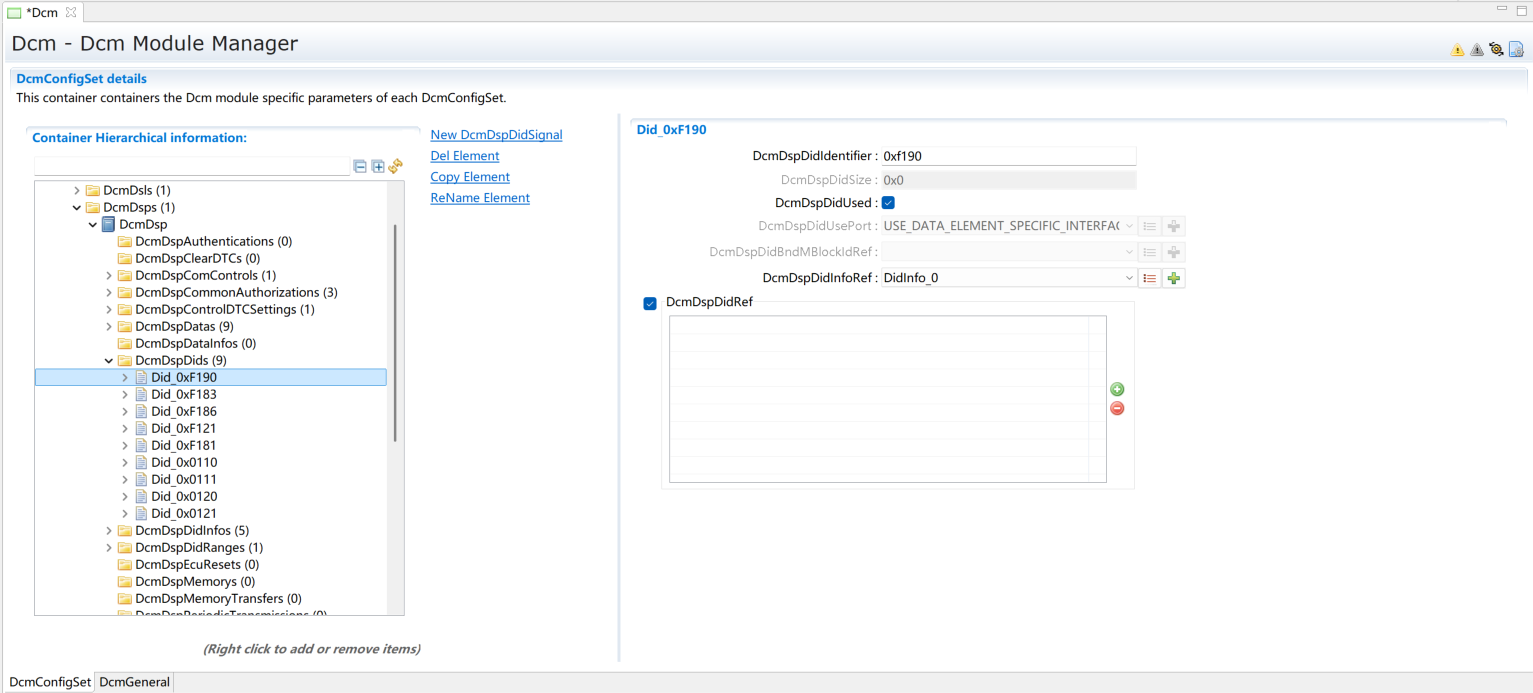 *Dcm
Dcm - Dcm Module Manager
DcmConfigSet details
This container containers the Dcm module specific parameters of each DcmConfigSet.
Container Hierarchical information:
DcmDsls (1)
DcmDsps (1)
DcmDsp
DcmDspAuthentications (0)
DcmDspClearDTCs (0)
DcmDspComControls (1)
DcmDspCommonAuthorizations (3)
DcmDspControlDTCSettings (1)
DcmDspDatas (9)
DcmDspDataInfos (0)
DcmDspDids (9)
Did_0xF190
Did_0xF183
Did_0xF186
Did_0xF121
Did_0xF181
Did_0x0110
Did_0x0111
Did_0x0120
Did_0x0121
DcmDspDidInfos (5)
DcmDspDidRanges (1)
DcmDspEcuResets (0)
DcmDspMemorys (0)
DcmDspMemoryTransfers (0)
DcmDspPeriodicTransmissions (0)
(Right click to add or remove items)
New DcmDspDidSignal
Del Element
Copy Element
ReName Element
Did_0xF190
DcmDspDidIdentifier : 0xf190
DcmDspDidSize : 0x0
DcmDspDidUsed :
DcmDspDidUsePort : USE_DATA_ELEMENT_SPECIFIC_INTERFAC
DcmDspDidBndMBlockIdRef :
DcmDspDidInfoRef : DidInfo_0
DcmDspDidRef
DcmConfigSet DcmGeneral